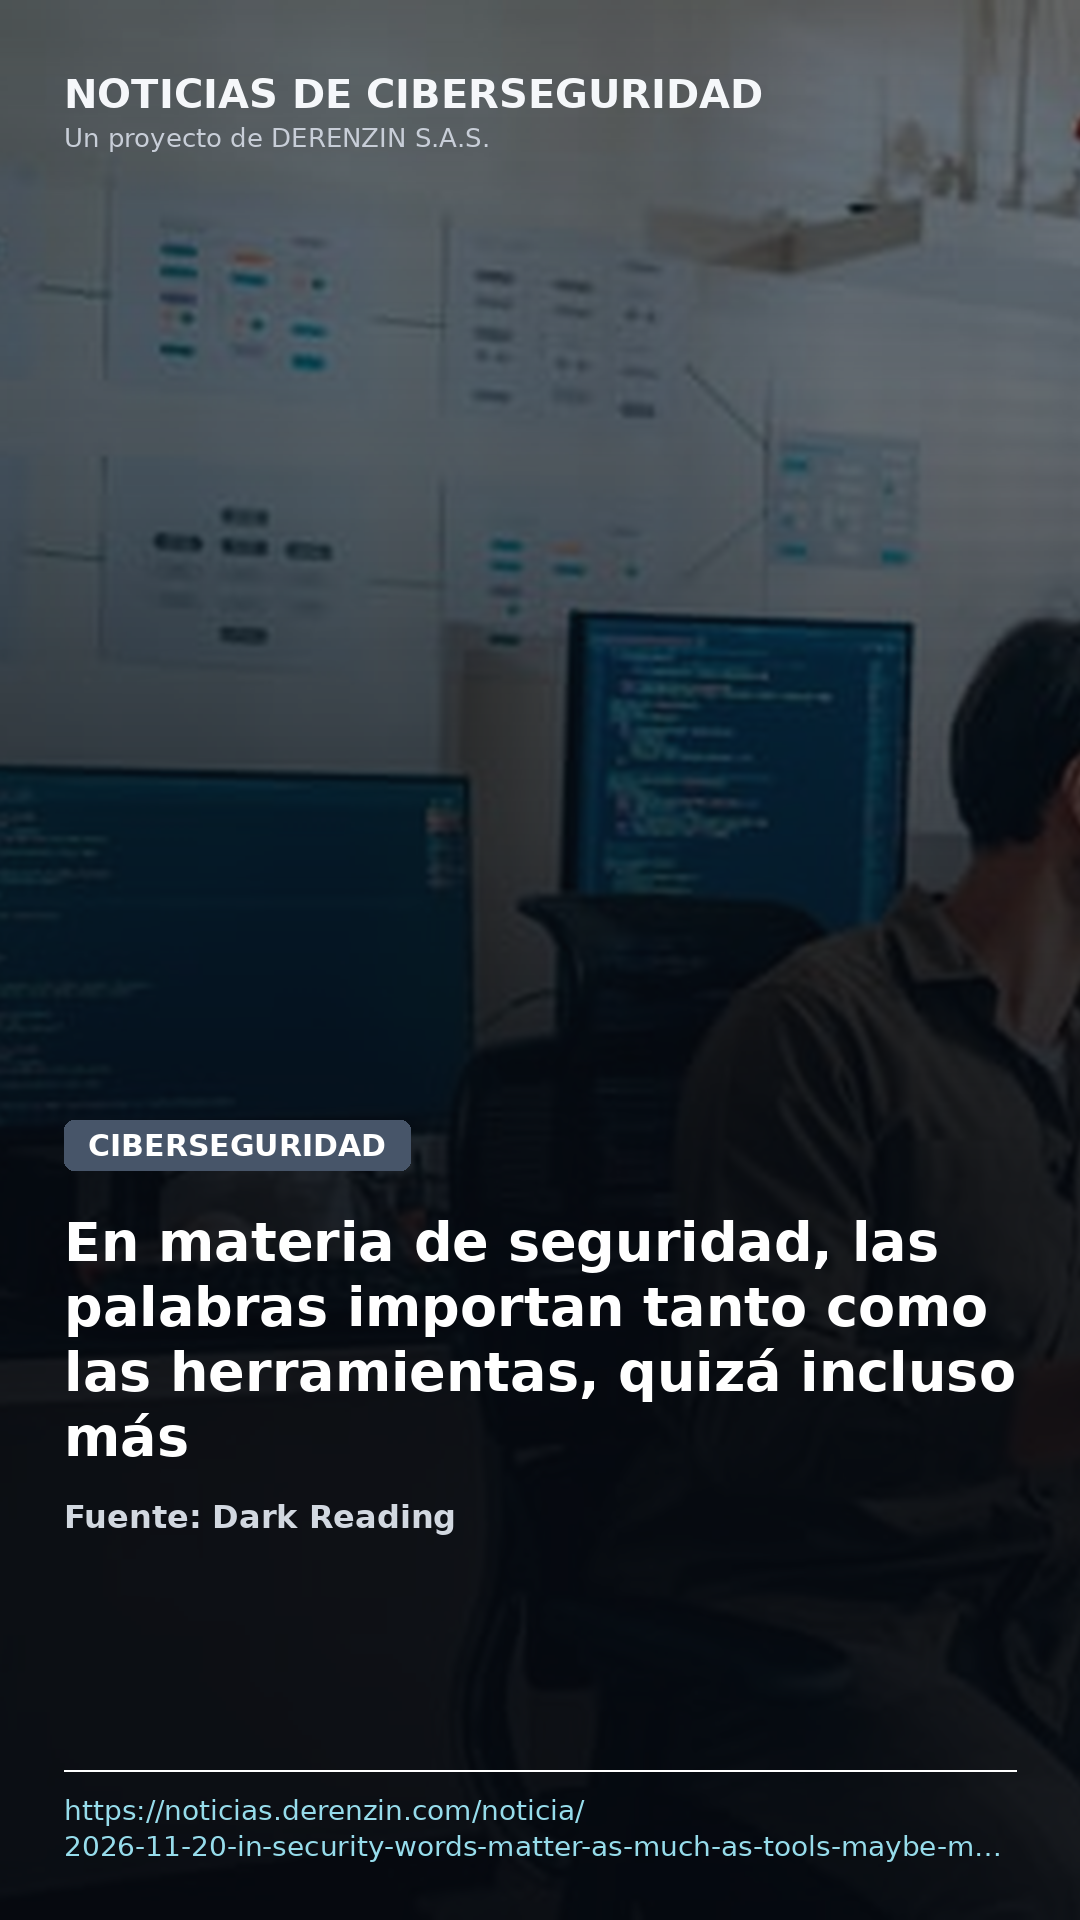 NOTICIAS DE CIBERSEGURIDAD
Un proyecto de DERENZIN S.A.S.
CIBERSEGURIDAD
En materia de seguridad, las
palabras importan tanto como
las herramientas, quizá incluso
más
Fuente: Dark Reading
https://noticias.derenzin.com/noticia/
2026-11-20-in-security-words-matter-as-much-as-tools-maybe-m…